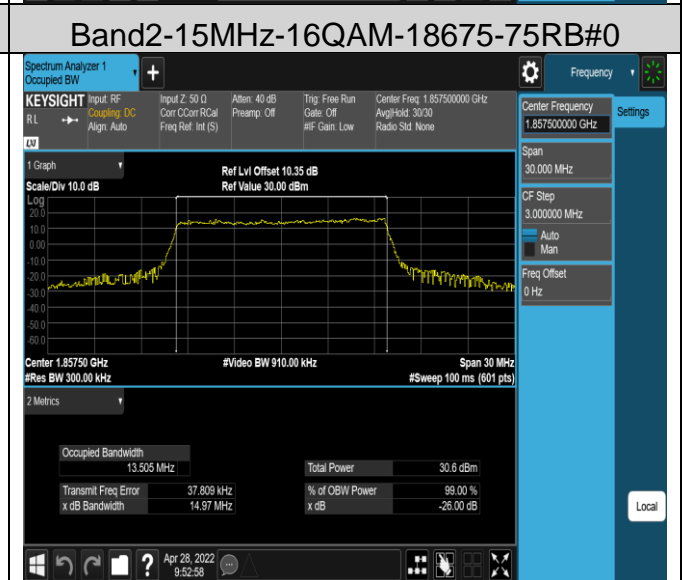 Band2-15MHz-16QAM-18675-75RB#0
Spectrum Analyzer 1
Occupied BW
+
Frequency
KEYSIGHT
RL
LXI
Input: RF
Coupling: DC
Align: Auto
Input Z: 50 Ω
Corr CCorr RCal
Freq Ref: Int (S)
Atten: 40 dB
Preamp: Off
Trig: Free Run
Gate: Off
#IF Gain: Low
Center Freq: 1.857500000 GHz
Avg|Hold: 30/30
Radio Std: None
Center Frequency
1.857500000 GHz
Settings
Span
30.000 MHz
CF Step
3.000000 MHz
Auto
Man
Freq Offset
0 Hz
1 Graph
Scale/Div 10.0 dB
Ref Lvl Offset 10.35 dB
Ref Value 30.00 dBm
Log
20.0
10.0
0.00
-10.0
-20.0
-30.0
-40.0
-50.0
-60.0
Center 1.85750 GHz
#Video BW 910.00 kHz
Span 30 MHz
#Res BW 300.00 kHz
#Sweep 100 ms (601 pts)
2 Metrics
Occupied Bandwidth
13.505 MHz
Total Power 30.6 dBm
Transmit Freq Error 37.809 kHz
% of OBW Power 99.00 %
x dB Bandwidth 14.97 MHz
x dB -26.00 dB
Local
?
Apr 28, 2022
9:52:58